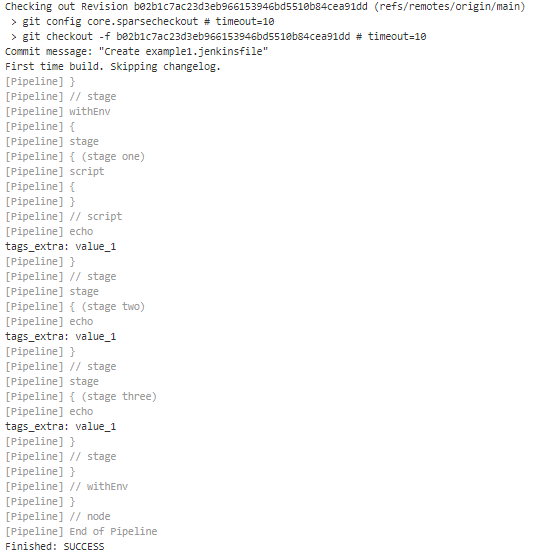 Checking out Revision b02b1c7ac23d3eb966153946bd5510b84cea91dd (refs/remotes/origin/main)
> git config core.sparsecheckout # timeout=10
> git checkout -f b02b1c7ac23d3eb966153946bd5510b84cea91dd # timeout=10
Commit message: "Create example1.jenkinsfile"
First time build. Skipping changelog.
[Pipeline] }
[Pipeline] // stage
[Pipeline] withEnv
[Pipeline] {
[Pipeline] stage
[Pipeline] { (stage one)
[Pipeline] script
[Pipeline] {
[Pipeline] }
[Pipeline] // script
[Pipeline] echo
tags_extra: value_1
[Pipeline] }
[Pipeline] // stage
[Pipeline] stage
[Pipeline] { (stage two)
[Pipeline] echo
tags_extra: value_1
[Pipeline] }
[Pipeline] // stage
[Pipeline] stage
[Pipeline] { (stage three)
[Pipeline] echo
tags_extra: value_1
[Pipeline] }
[Pipeline] // stage
[Pipeline] }
[Pipeline] // withEnv
[Pipeline] }
[Pipeline] // node
[Pipeline] End of Pipeline
Finished: SUCCESS